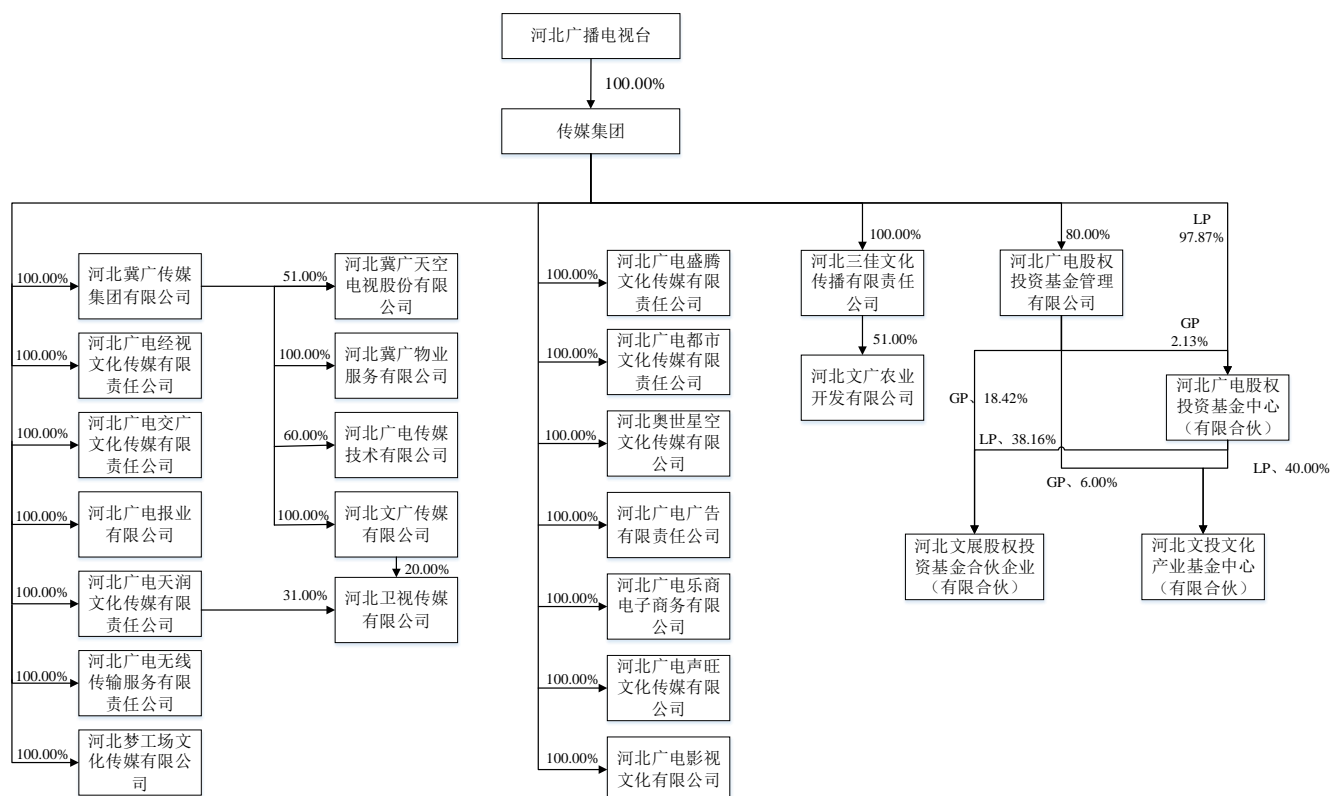 河北广播电视台
100.00%
传媒集团
100.00%
河北冀广传媒
集团有限公司
100.00%
河北广电经视
文化传媒有限
责任公司
100.00%
河北广电交广
文化传媒有限
责任公司
100.00%
河北广电报业
有限公司
100.00%
河北广电天润
文化传媒有限
责任公司
100.00%
河北广电无线
传输服务有限
责任公司
100.00%
河北梦工场文
化传媒有限公
司
51.00%
河北冀广天空
电视股份有限
公司
100.00%
河北冀广物业
服务有限公司
60.00%
河北广电传媒
技术有限公司
100.00%
河北文广传媒
有限公司
20.00%
31.00%
河北卫视传媒
有限公司
100.00%
河北广电盛腾
文化传媒有限
责任公司
100.00%
河北广电都市
文化传媒有限
责任公司
100.00%
河北奥世星空
文化传媒有限
公司
100.00%
河北广电广告
有限责任公司
100.00%
河北广电乐商
电子商务有限
公司
100.00%
河北广电声旺
文化传媒有限
公司
100.00%
河北广电影视
文化有限公司
100.00%
河北三佳文化
传播有限责任
公司
51.00%
河北文广农业
开发有限公司
80.00%
河北广电股权
投资基金管理
有限公司
LP
97.87%
GP
2.13%
河北广电股权
投资基金中心
（有限合伙）
GP、18.42%
LP、38.16%
GP、6.00%
LP、40.00%
河北文展股权投
资基金合伙企业
（有限合伙）
河北文投文化
产业基金中心
（有限合伙）